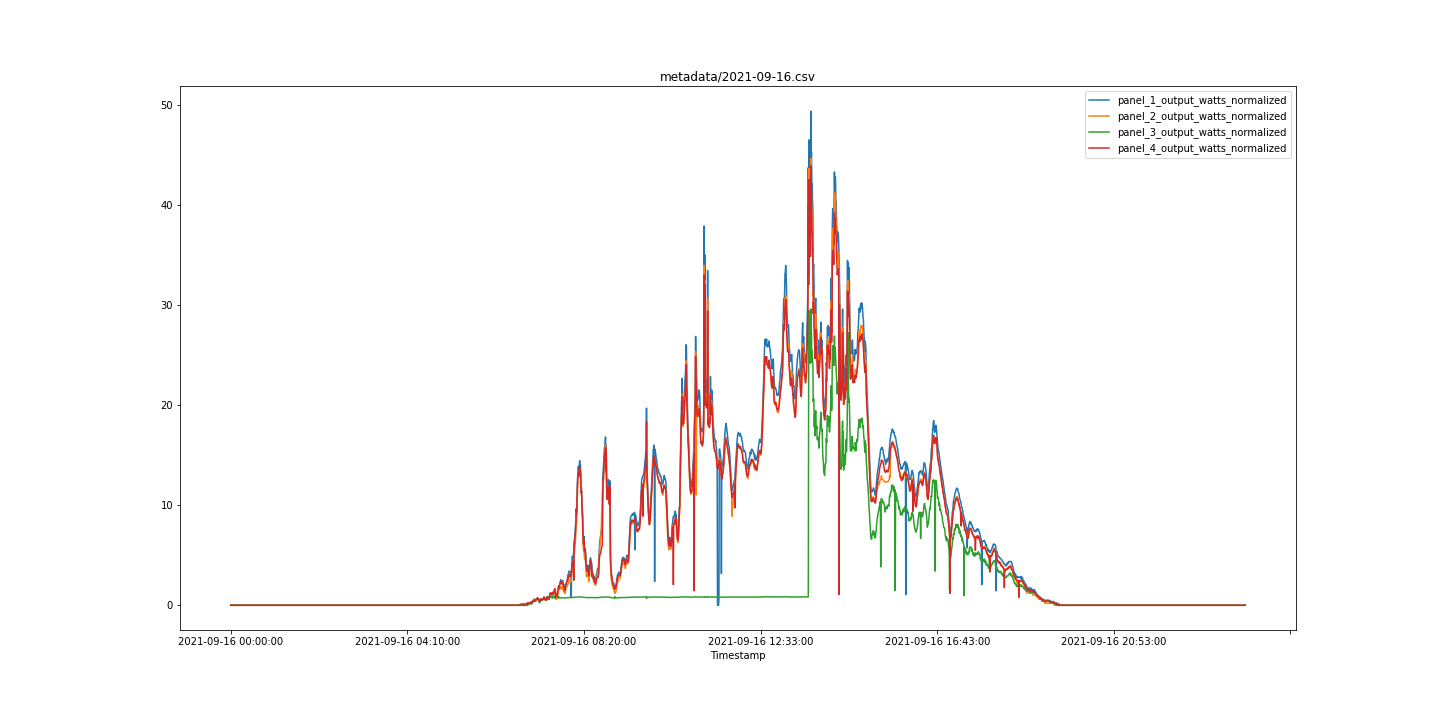 metadata/2021-09-16.csv
panel_1_output_watts_normalized
panel_2_output_watts_normalized
panel_3_output_watts_normalized
panel_4_output_watts_normalized
50
40
30
20
10
0
2021-09-16 00:00:00 2021-09-16 04:10:00 2021-09-16 08:20:00 2021-09-16 12:33:00 2021-09-16 16:43:00 2021-09-16 20:53:00
Timestamp